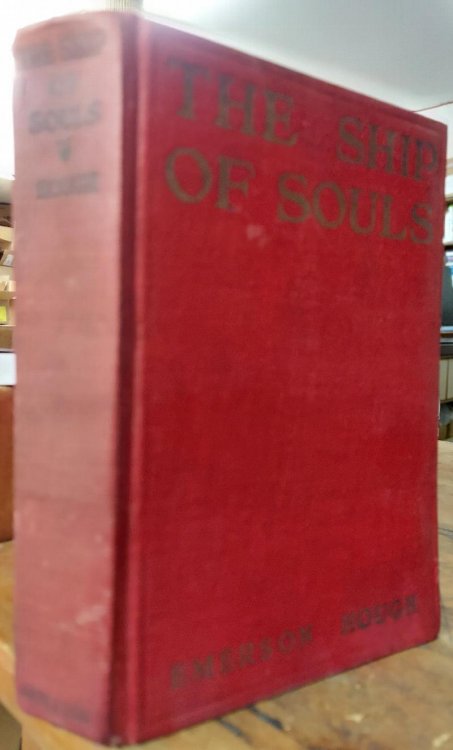 THE SHIP
OF SOULS
EMERSON HOUGH
THE SHIP
OF
SOULS
HOUGH